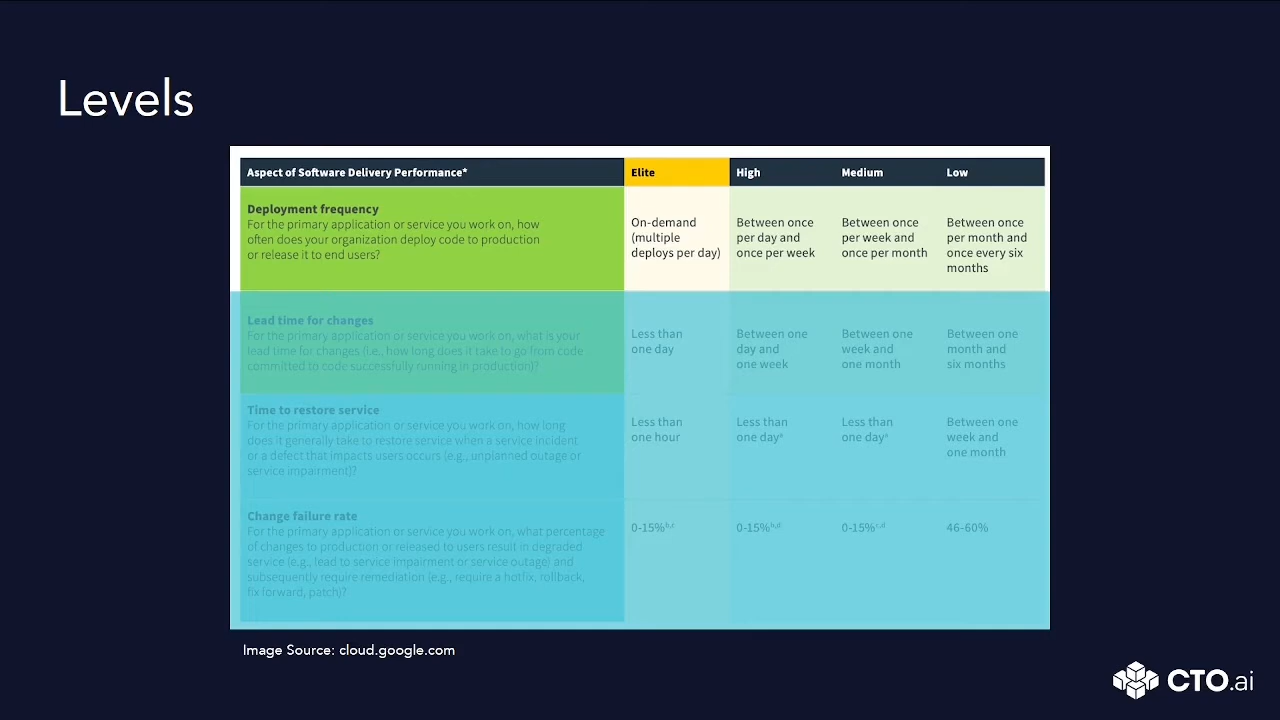 Levels
Aspect of Software Delivery Performance* Elite High Medium Low
Deployment frequency
For the primary application or service you work on, how
often does your organization deploy code to production
or release it to end users?
On-demand
(multiple
deploys per day)
Between once
per day and
once per week
Between once
per week and
once per month
Between once
per month and
once every six
months
Lead time for changes
For the primary application or service you work on, what is your
lead time for changes (i.e., how long does it take to go from code
committed to code successfully running in production)?
Less than
one day
Between one
day and
one week
Between one
week and
one month
Between one
month and
six months
Time to restore service
For the primary application or service you work on, how long
does it generally take to restore service when a service incident
or a defect that impacts users occurs (e.g., unplanned outage or
service impairment)?
Less than
one hour
Less than
one dayᵃ
Less than
one dayᵃ
Between one
week and
one month
Change failure rate
For the primary application or service you work on, what percentage
of changes to production or released to users result in degraded
service (e.g., lead to service impairment or service outage) and
subsequently require remediation (e.g., require a hotfix, rollback,
fix forward, patch)?
0-15%ᵇ,ᶜ
0-15%ᵇ,ᵈ
0-15%ᶜ,ᵈ
46-60%
Image Source: cloud.google.com
CTO.ai